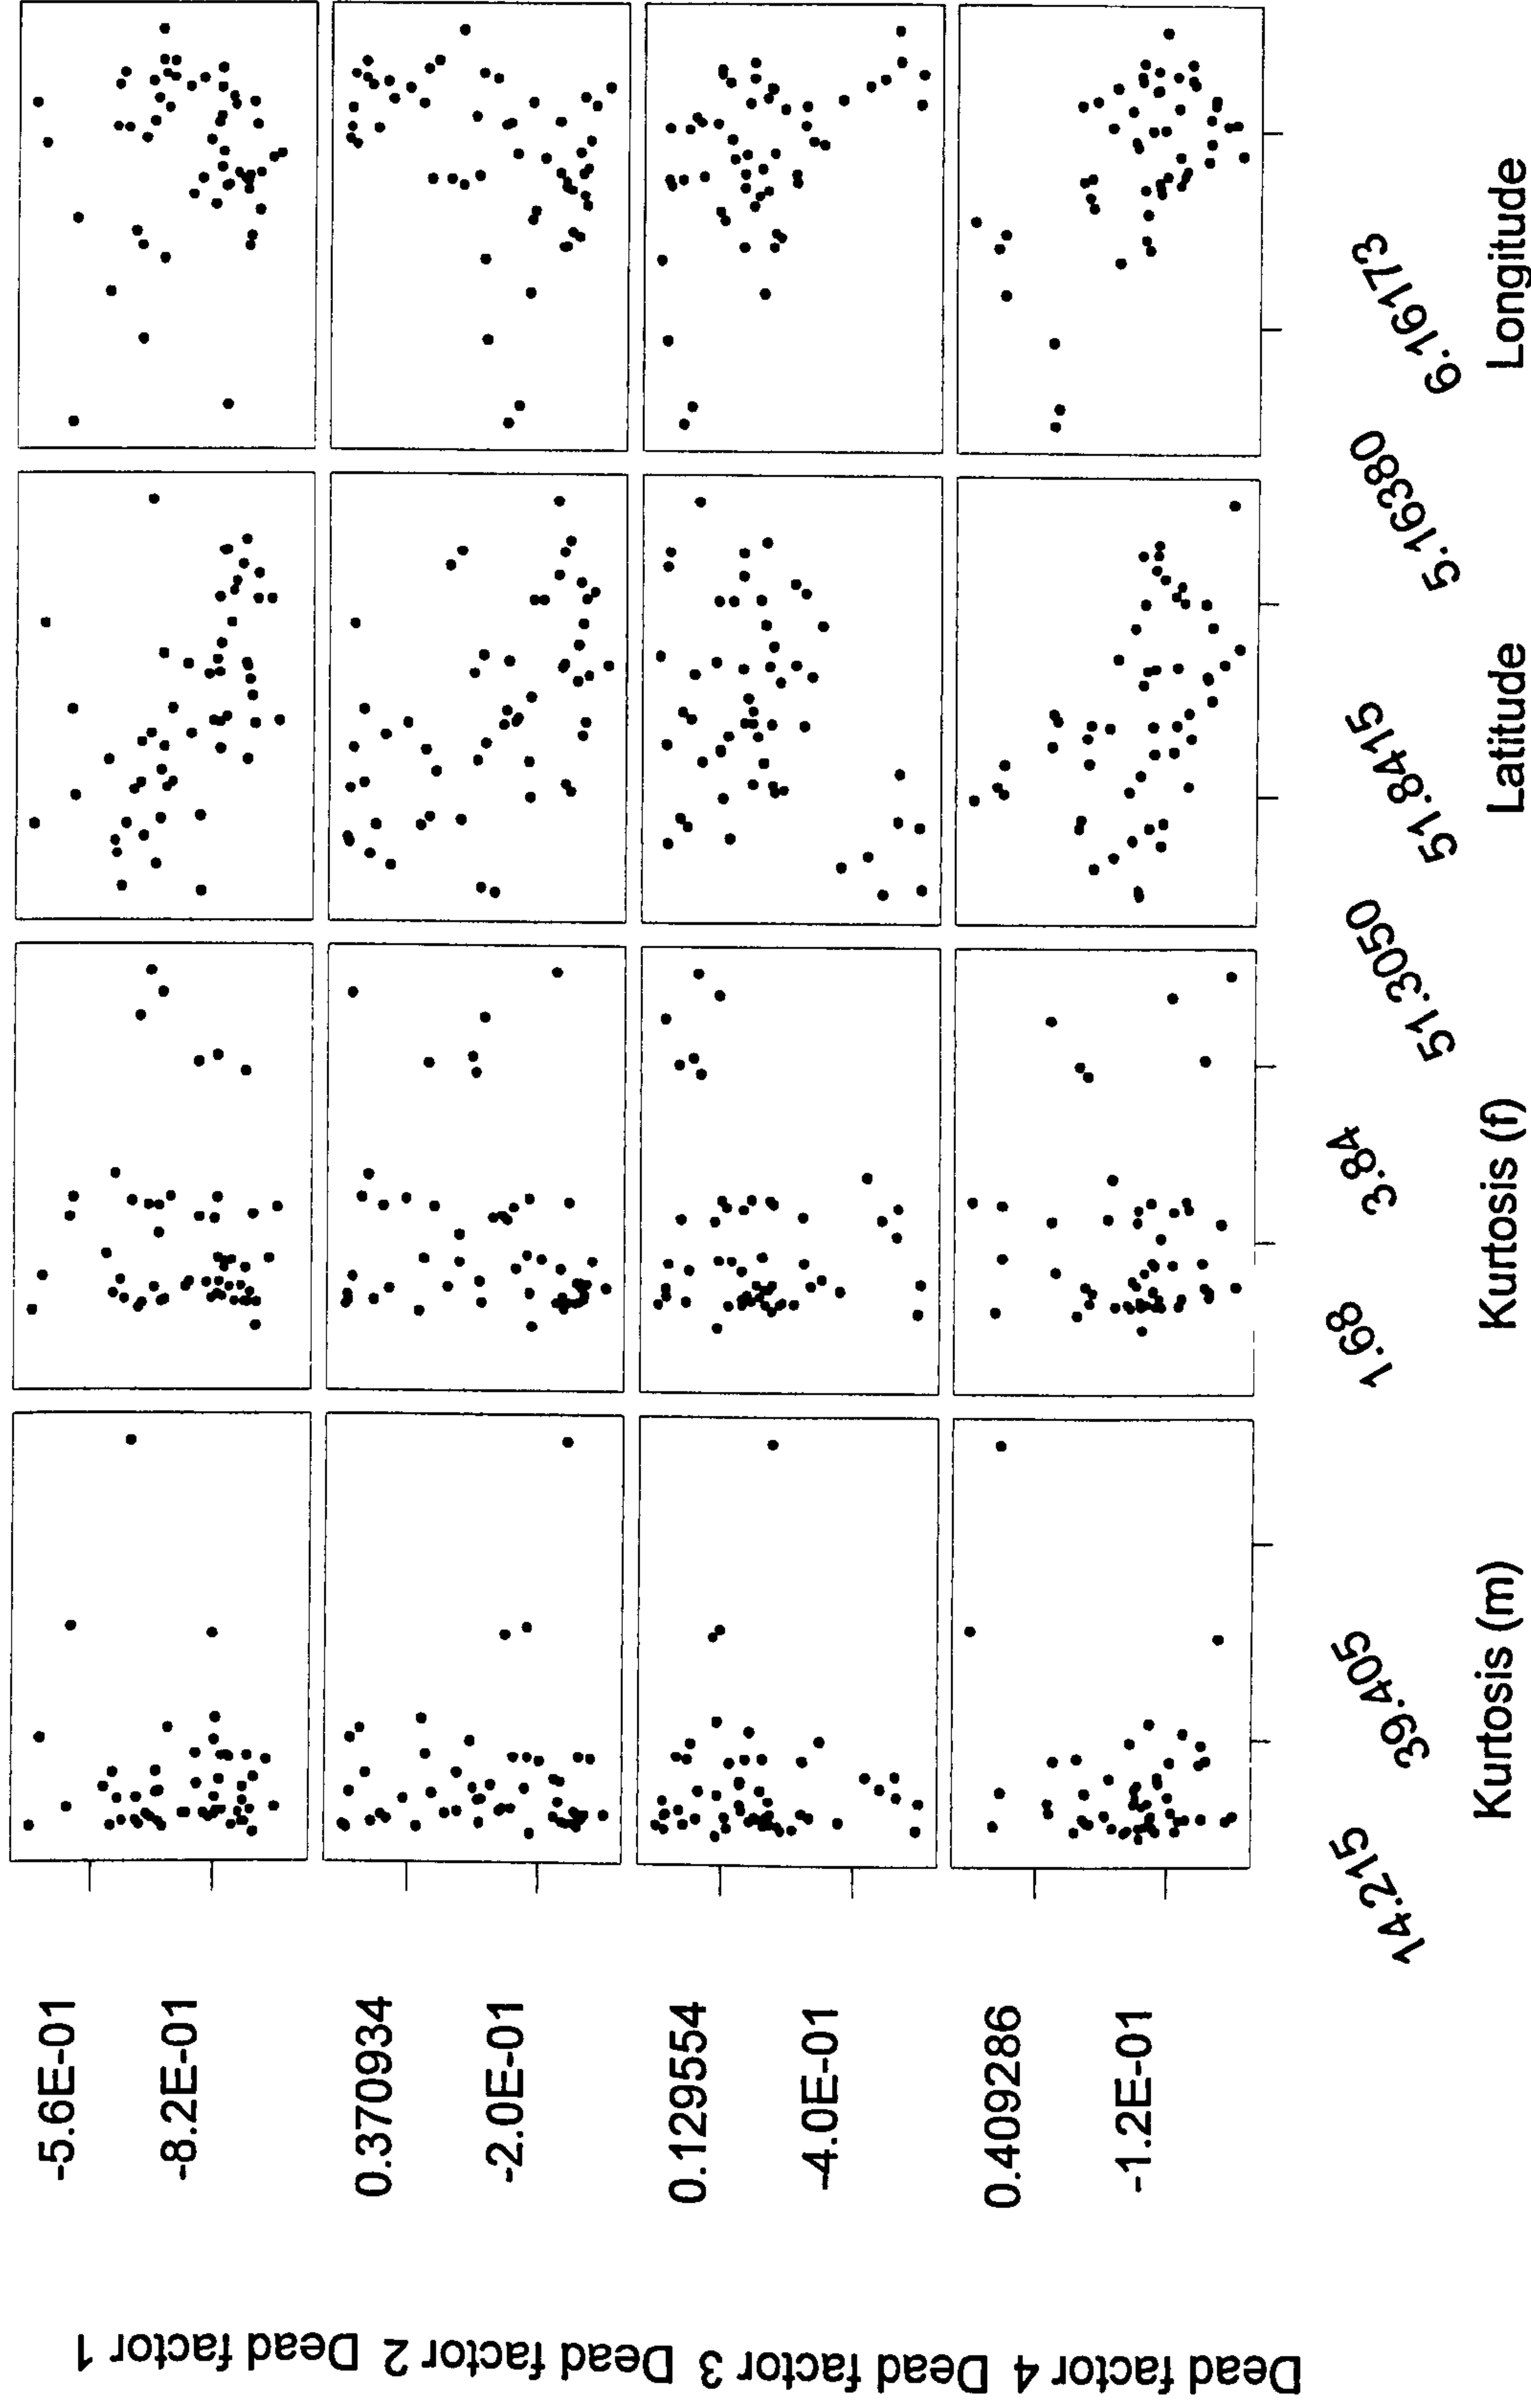 Dead factor 1
Dead factor 2
Dead factor 3
Dead factor 4
-5.6E-01
-8.2E-01
0.370934
-2.0E-01
0.129554
-4.0E-01
0.409286
-1.2E-01
14.215
39.405
1.68
3.84
51.3050
51.8415
5.16380
6.16173
Kurtosis (m)
Kurtosis (f)
Latitude
Longitude